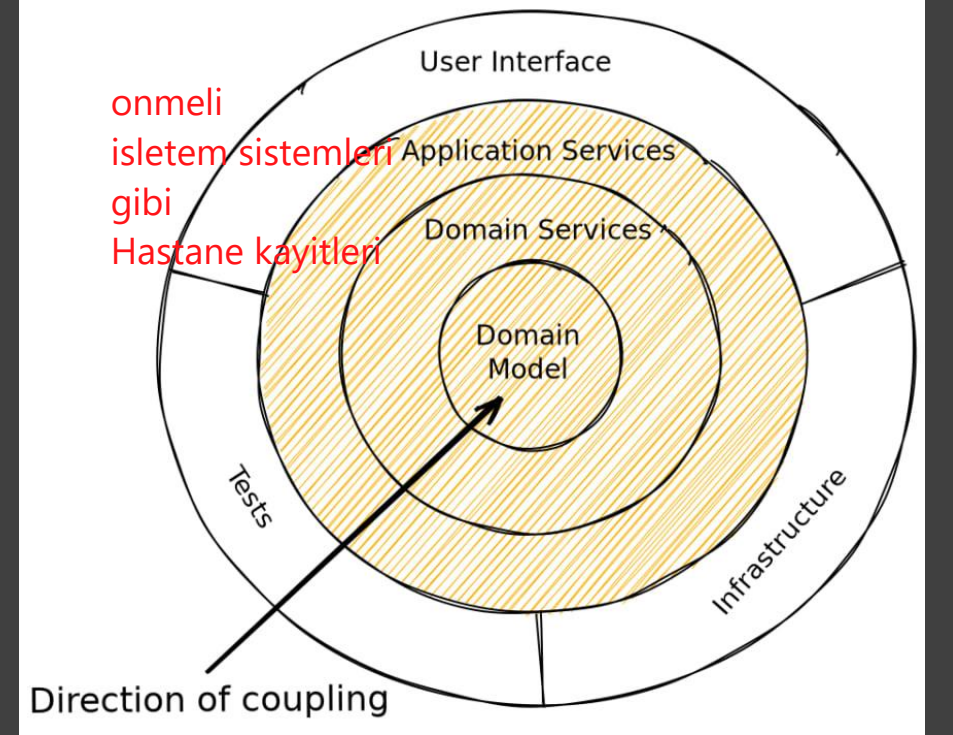 User Interface
onmeli
isletem sistemleri
gibi
Hastane kayitleri
Application Services
Domain Services
Domain
Model
Tests
Infrastructure
Direction of coupling